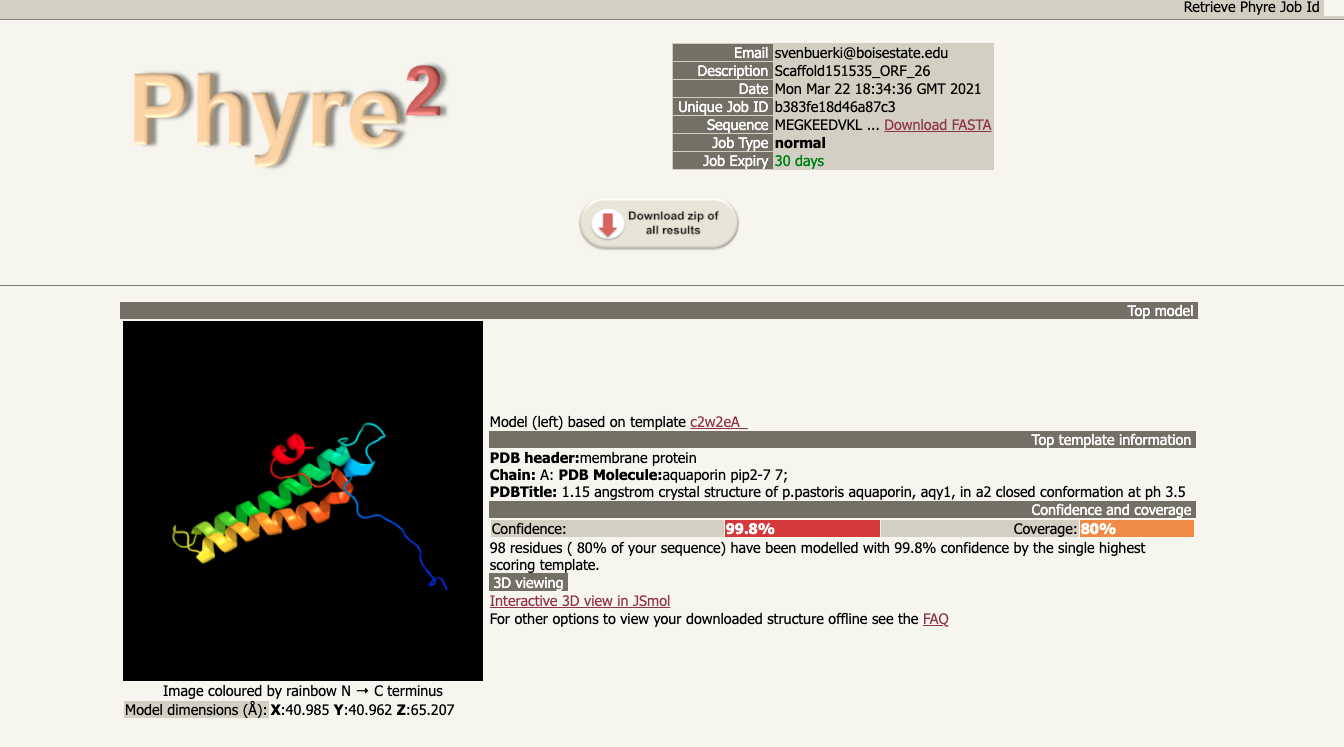 Retrieve Phyre Job Id
Phyre2
Email svenbuerki@boisestate.edu
Description Scaffold151535_ORF_26
Date Mon Mar 22 18:34:36 GMT 2021
Unique Job ID b383fe18d46a87c3
Sequence MEGKEEDVKL ... Download FASTA
Job Type normal
Job Expiry 30 days
Download zip of
all results
Top model
Model (left) based on template c2w2eA_
Top template information
PDB header:membrane protein
Chain: A: PDB Molecule:aquaporin pip2-7 7;
PDBTitle: 1.15 angstrom crystal structure of p.pastoris aquaporin, aqy1, in a2 closed conformation at ph 3.5
Confidence and coverage
Confidence: 99.8% Coverage: 80%
98 residues ( 80% of your sequence) have been modelled with 99.8% confidence by the single highest
scoring template.
3D viewing
Interactive 3D view in JSmol
For other options to view your downloaded structure offline see the FAQ
Image coloured by rainbow N → C terminus
Model dimensions (Å): X:40.985 Y:40.962 Z:65.207